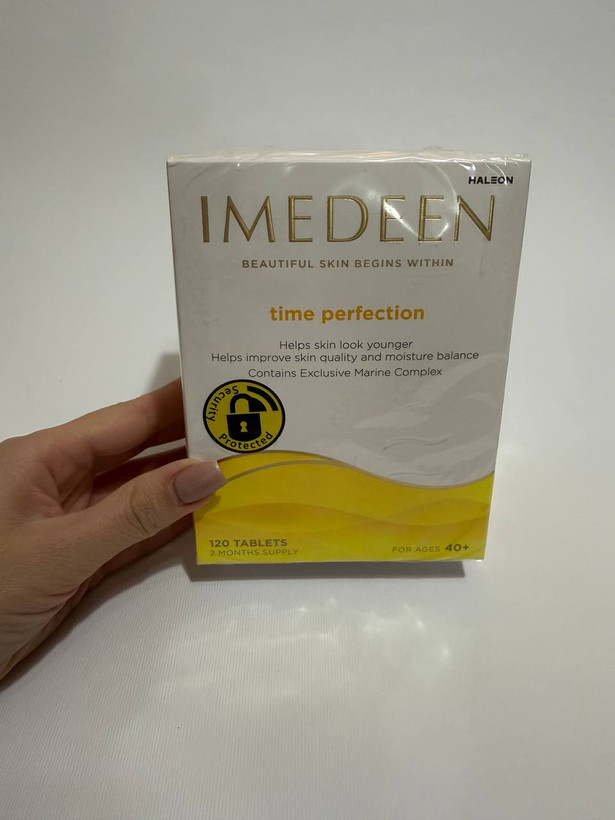 HALEON
IMEDEEN
BEAUTIFUL SKIN BEGINS WITHIN
time perfection
Helps skin look younger
Helps improve skin quality and moisture balance
Contains Exclusive Marine Complex
Security
Protected
120 TABLETS
2 MONTHS SUPPLY
FOR AGES 40+